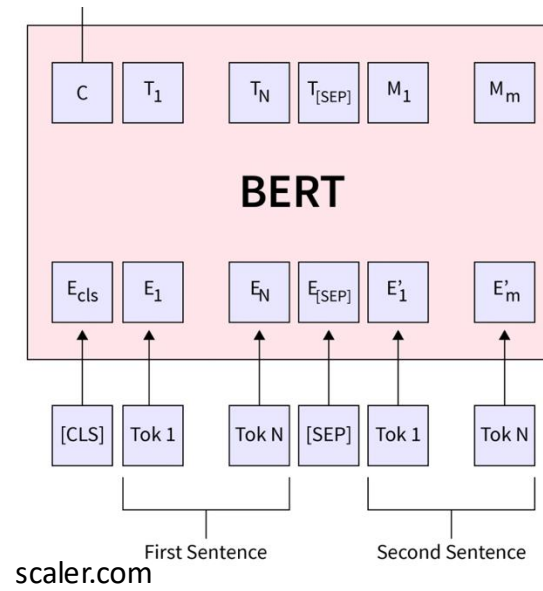 C T1 TN T[SEP] M1 Mm
BERT
Ecls E1 EN E[SEP] E'1 E'm
[CLS] Tok 1 Tok N [SEP] Tok 1 Tok N
First Sentence Second Sentence
scaler.com